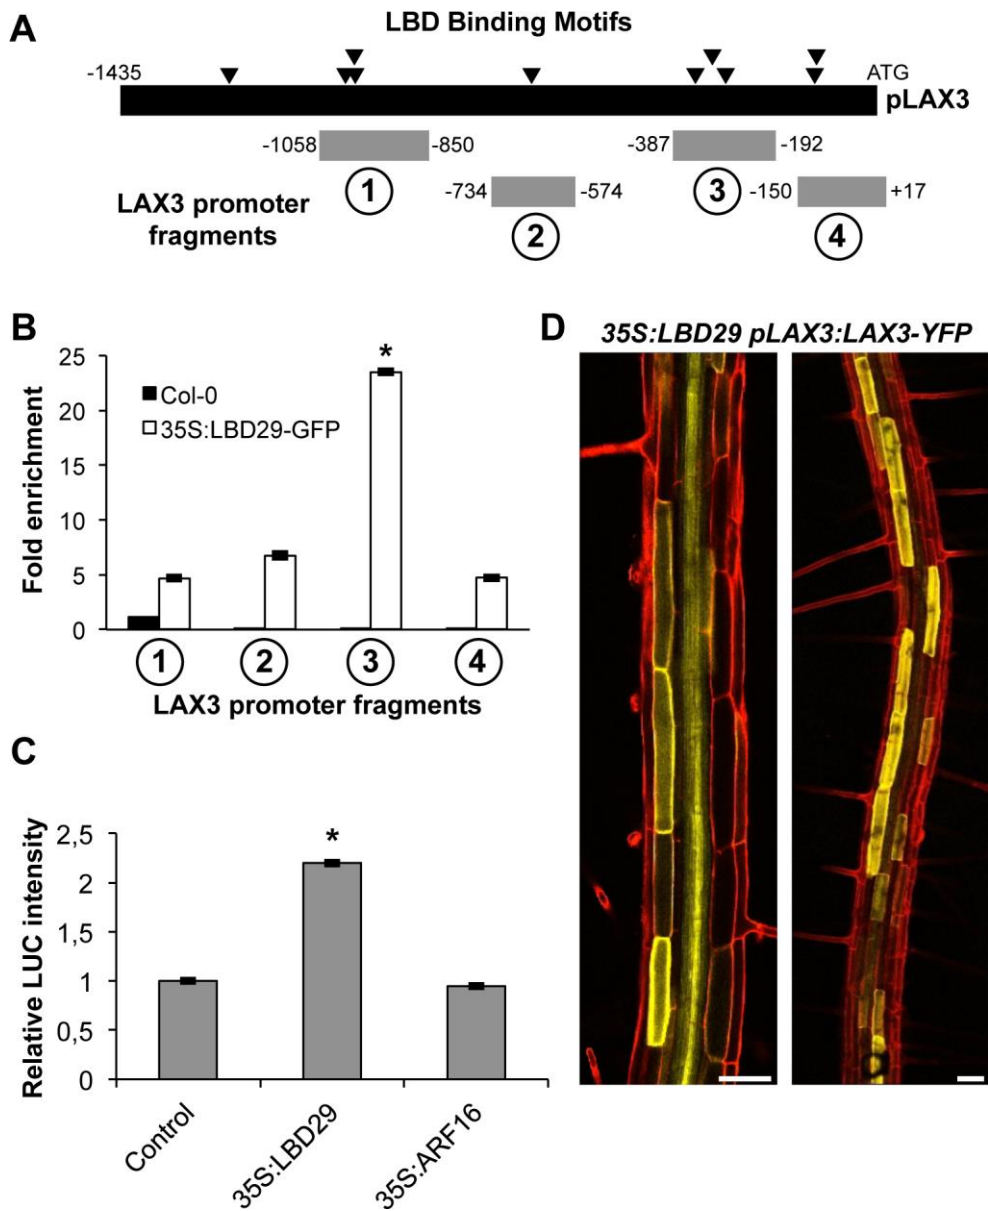 A
LBD Binding Motifs
-1435
ATG
pLAX3
-1058
-850
-387
-192
1
-734
-574
3
-150
+17
LAX3 promoter
fragments
2
4
B
25
20
15
10
5
0
Fold enrichment
*
Col-0
35S:LBD29-GFP
1 2 3 4
LAX3 promoter fragments
C
2,5
2
1,5
1
0,5
0
Relative LUC intensity
*
Control
35S:LBD29
35S:ARF16
D
35S:LBD29 pLAX3:LAX3-YFP